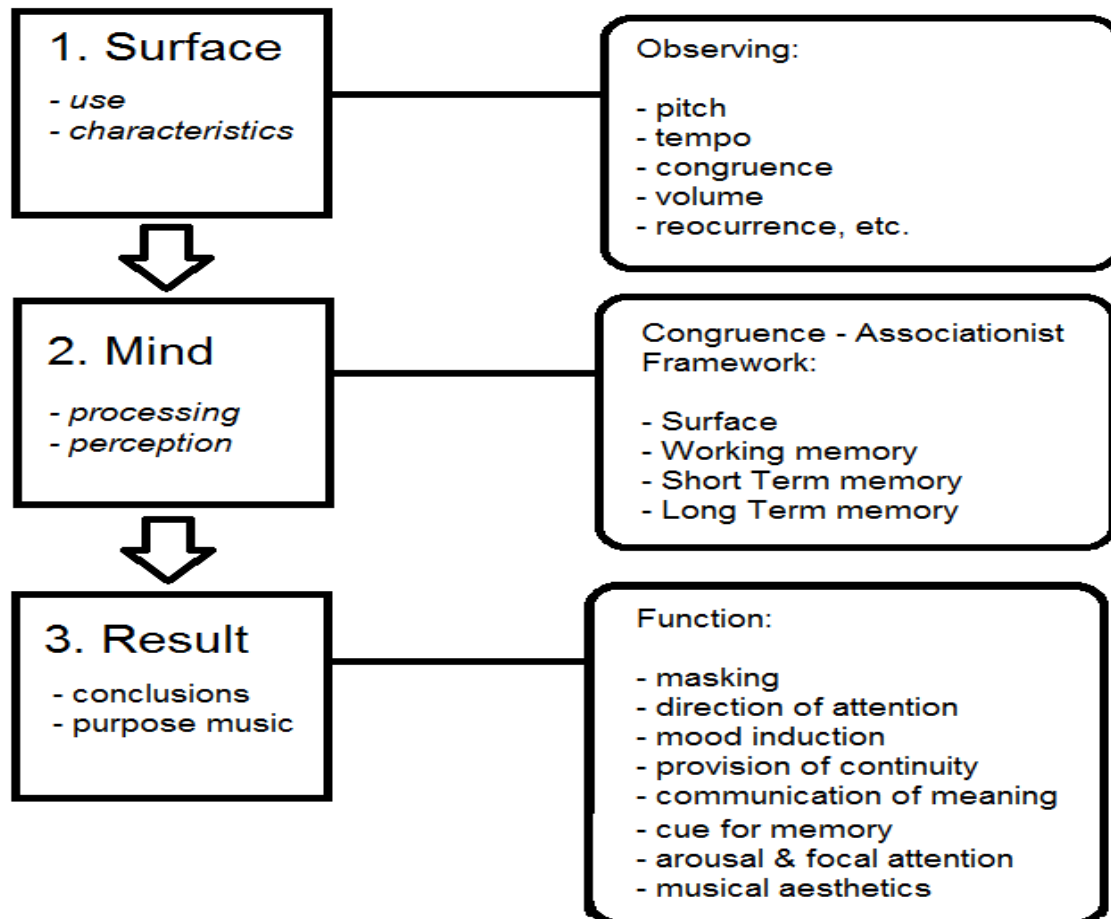 1. Surface
- use
- characteristics
Observing:
- pitch
- tempo
- congruence
- volume
- reocurrence, etc.
2. Mind
- processing
- perception
Congruence - Associationist
Framework:
- Surface
- Working memory
- Short Term memory
- Long Term memory
3. Result
- conclusions
- purpose music
Function:
- masking
- direction of attention
- mood induction
- provision of continuity
- communication of meaning
- cue for memory
- arousal & focal attention
- musical aesthetics